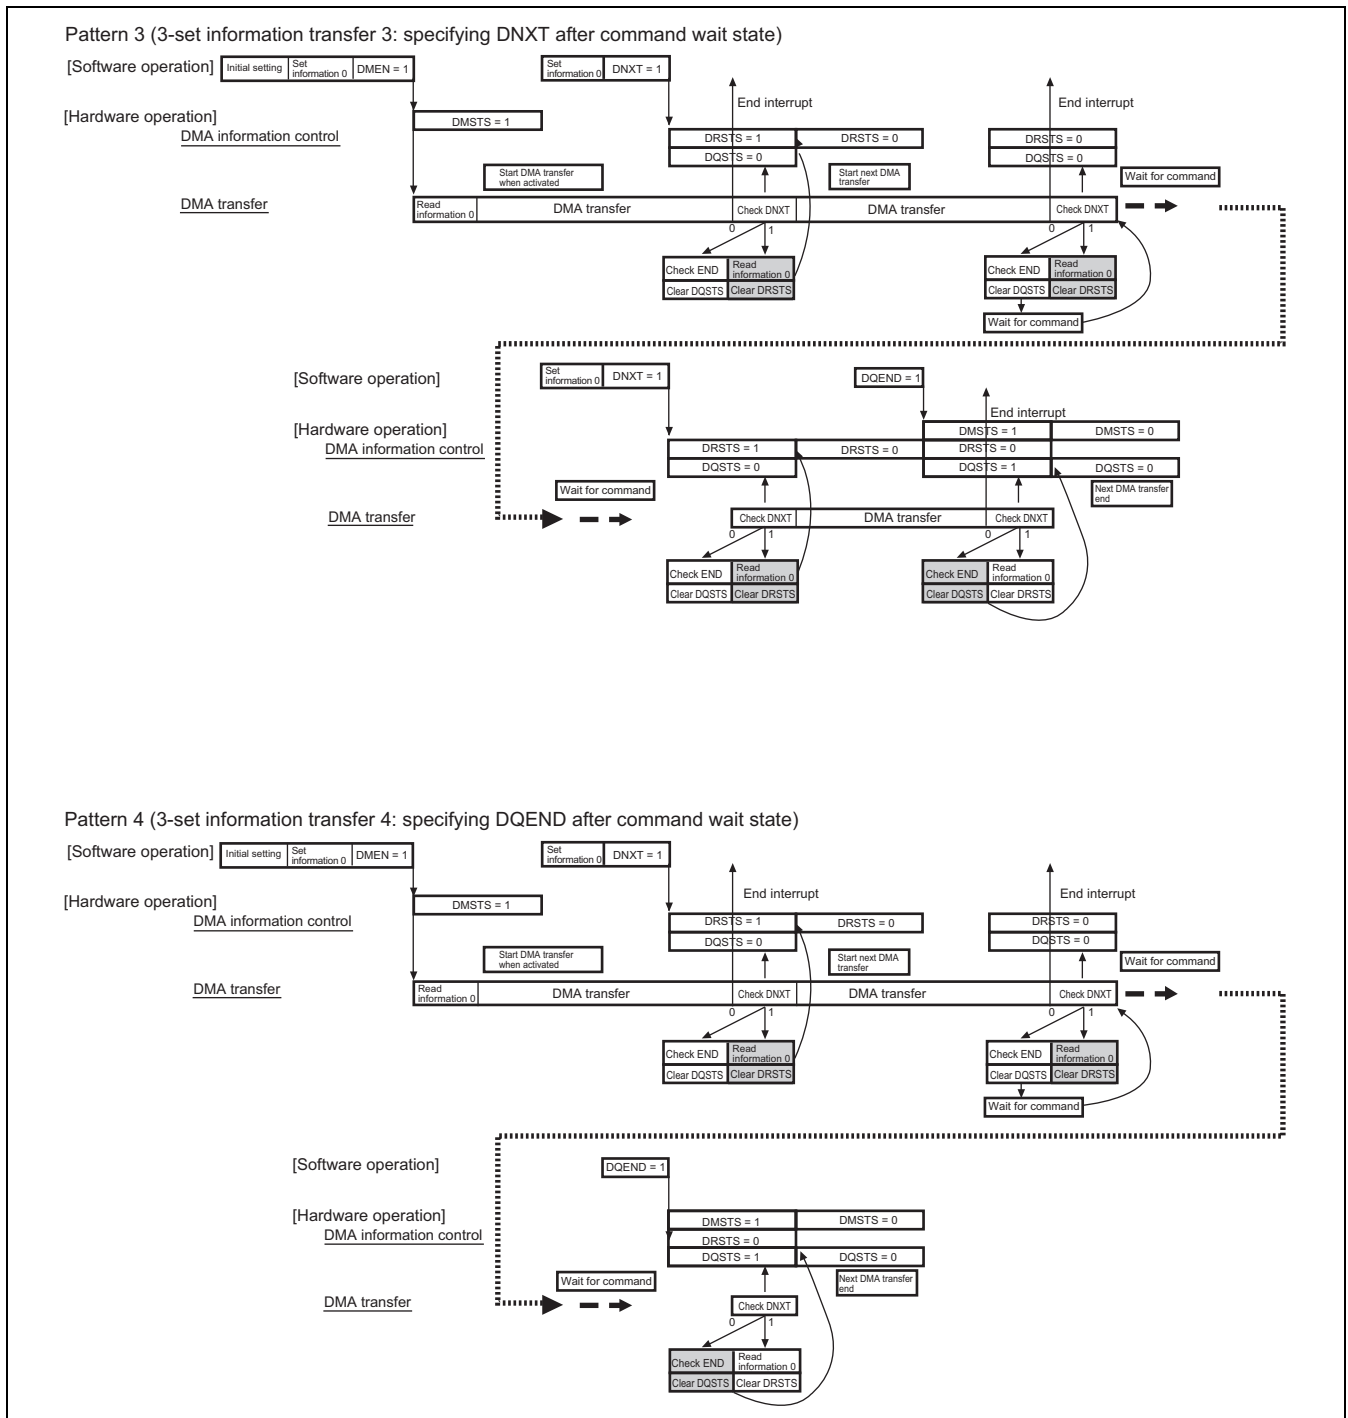 Pattern 3 (3-set information transfer 3: specifying DNXT after command wait state)
[Software operation] Initial setting Set information 0 DMEN = 1 Set information 0 DNXT = 1
End interrupt End interrupt
[Hardware operation]
DMA information control
DMSTS = 1
DRSTS = 1 DRSTS = 0 DRSTS = 0
DQSTS = 0 DQSTS = 0
Start DMA transfer when activated
Start next DMA transfer
Wait for command
DMA transfer
Read information 0 DMA transfer Check DNXT DMA transfer Check DNXT
0 1 0 1
Check END Read information 0 Check END Read information 0
Clear DQSTS Clear DRSTS Clear DQSTS Clear DRSTS
Wait for command
[Software operation] Set information 0 DNXT = 1 DQEND = 1
End interrupt
[Hardware operation]
DMSTS = 1 DMSTS = 0
DMA information control
DRSTS = 1 DRSTS = 0 DRSTS = 0
DQSTS = 0 DQSTS = 1 DQSTS = 0
Wait for command
Next DMA transfer end
DMA transfer
Check DNXT DMA transfer Check DNXT
0 1 0 1
Check END Read information 0 Check END Read information 0
Clear DQSTS Clear DRSTS Clear DQSTS Clear DRSTS
Pattern 4 (3-set information transfer 4: specifying DQEND after command wait state)
[Software operation] Initial setting Set information 0 DMEN = 1 Set information 0 DNXT = 1
End interrupt End interrupt
[Hardware operation]
DMA information control
DMSTS = 1
DRSTS = 1 DRSTS = 0 DRSTS = 0
DQSTS = 0 DQSTS = 0
Start DMA transfer when activated
Start next DMA transfer
Wait for command
DMA transfer
Read information 0 DMA transfer Check DNXT DMA transfer Check DNXT
0 1 0 1
Check END Read information 0 Check END Read information 0
Clear DQSTS Clear DRSTS Clear DQSTS Clear DRSTS
Wait for command
[Software operation] DQEND = 1
[Hardware operation]
DMSTS = 1 DMSTS = 0
DMA information control
DRSTS = 0
DQSTS = 1 DQSTS = 0
Wait for command
Next DMA transfer end
DMA transfer
Check DNXT
0 1
Check END Read information 0
Clear DQSTS Clear DRSTS